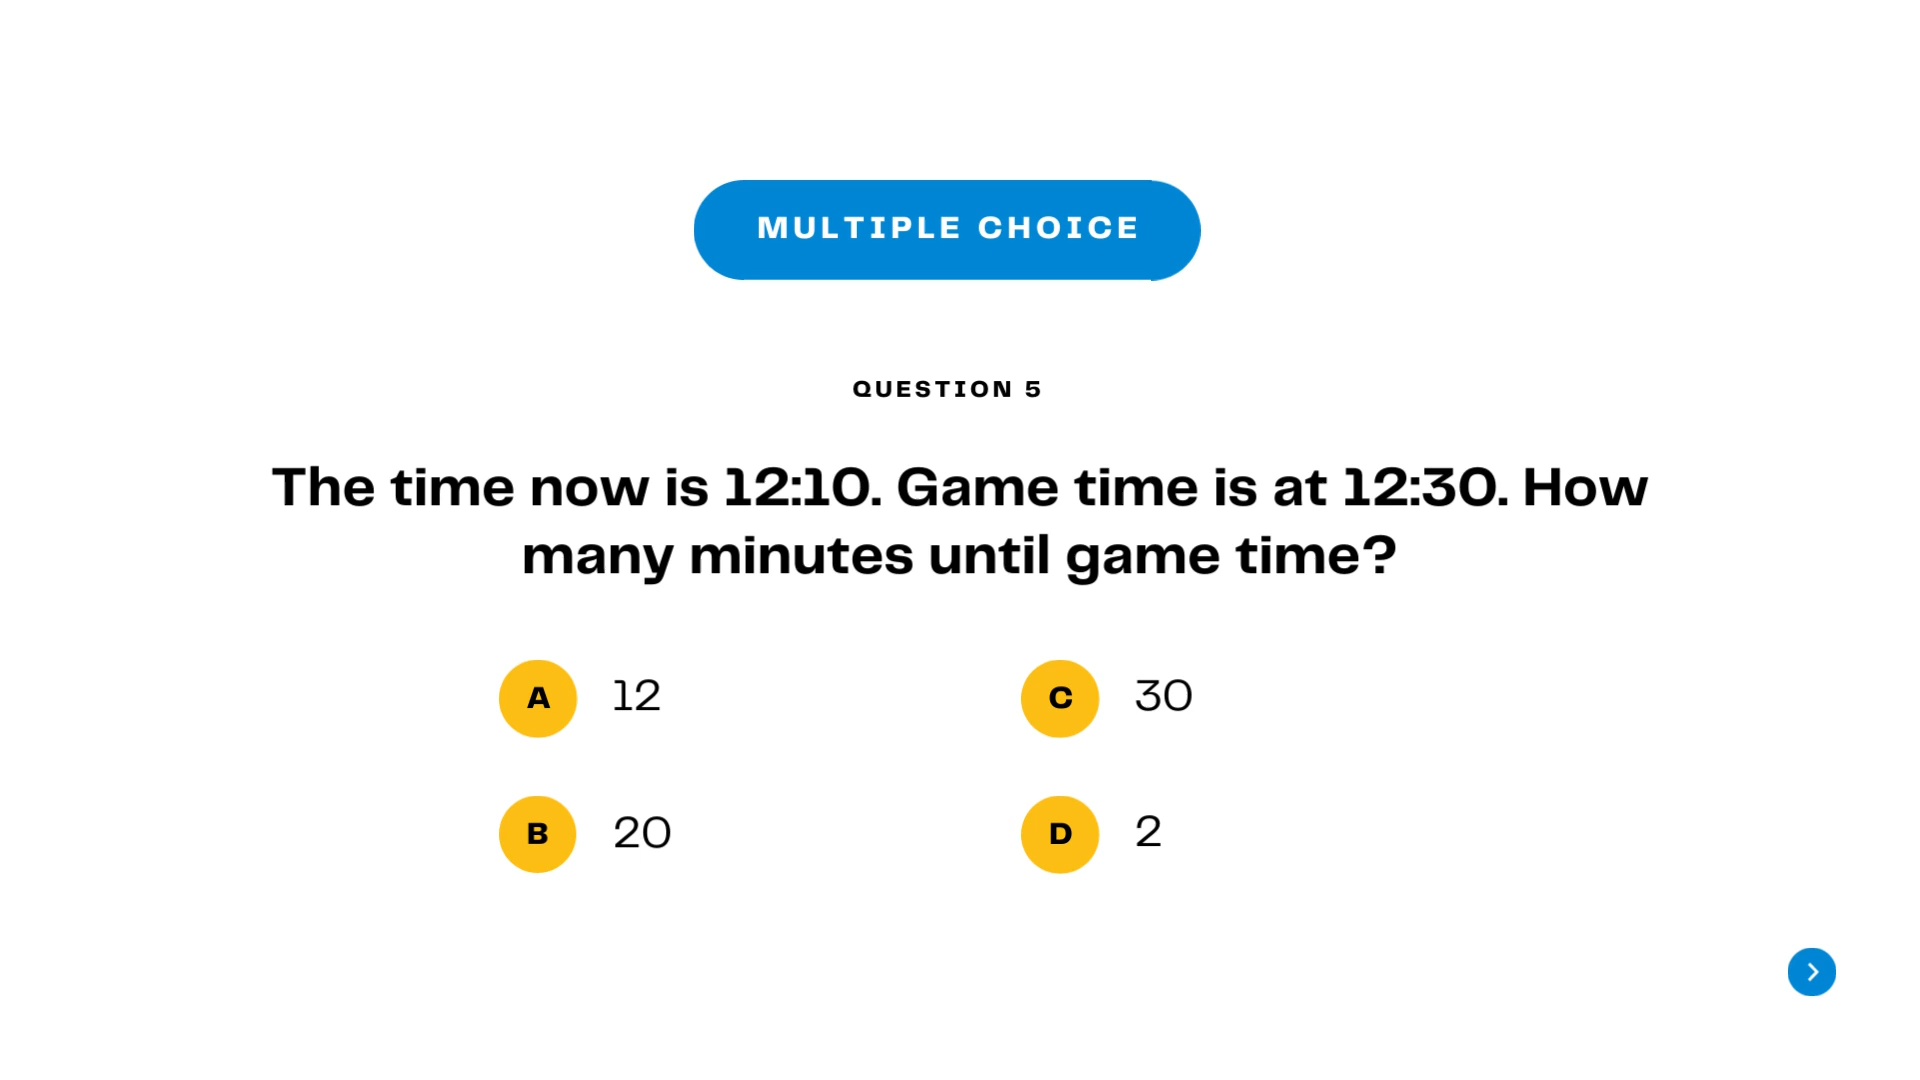 MULTIPLE CHOICE
QUESTION 5
The time now is 12:10. Game time is at 12:30. How
many minutes until game time?
A 12
B 20
C 30
D 2